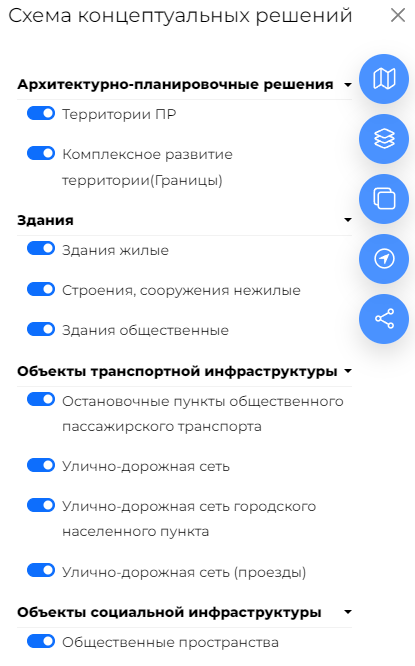 Схема концептуальных решений
Архитектурно-планировочные решения
Территории ПР
Комплексное развитие
территории(Границы)
Здания
Здания жилые
Строения, сооружения нежилые
Здания общественные
Объекты транспортной инфраструктуры
Остановочные пункты общественного
пассажирского транспорта
Улично-дорожная сеть
Улично-дорожная сеть городского
населенного пункта
Улично-дорожная сеть (проезды)
Объекты социальной инфраструктуры
Общественные пространства